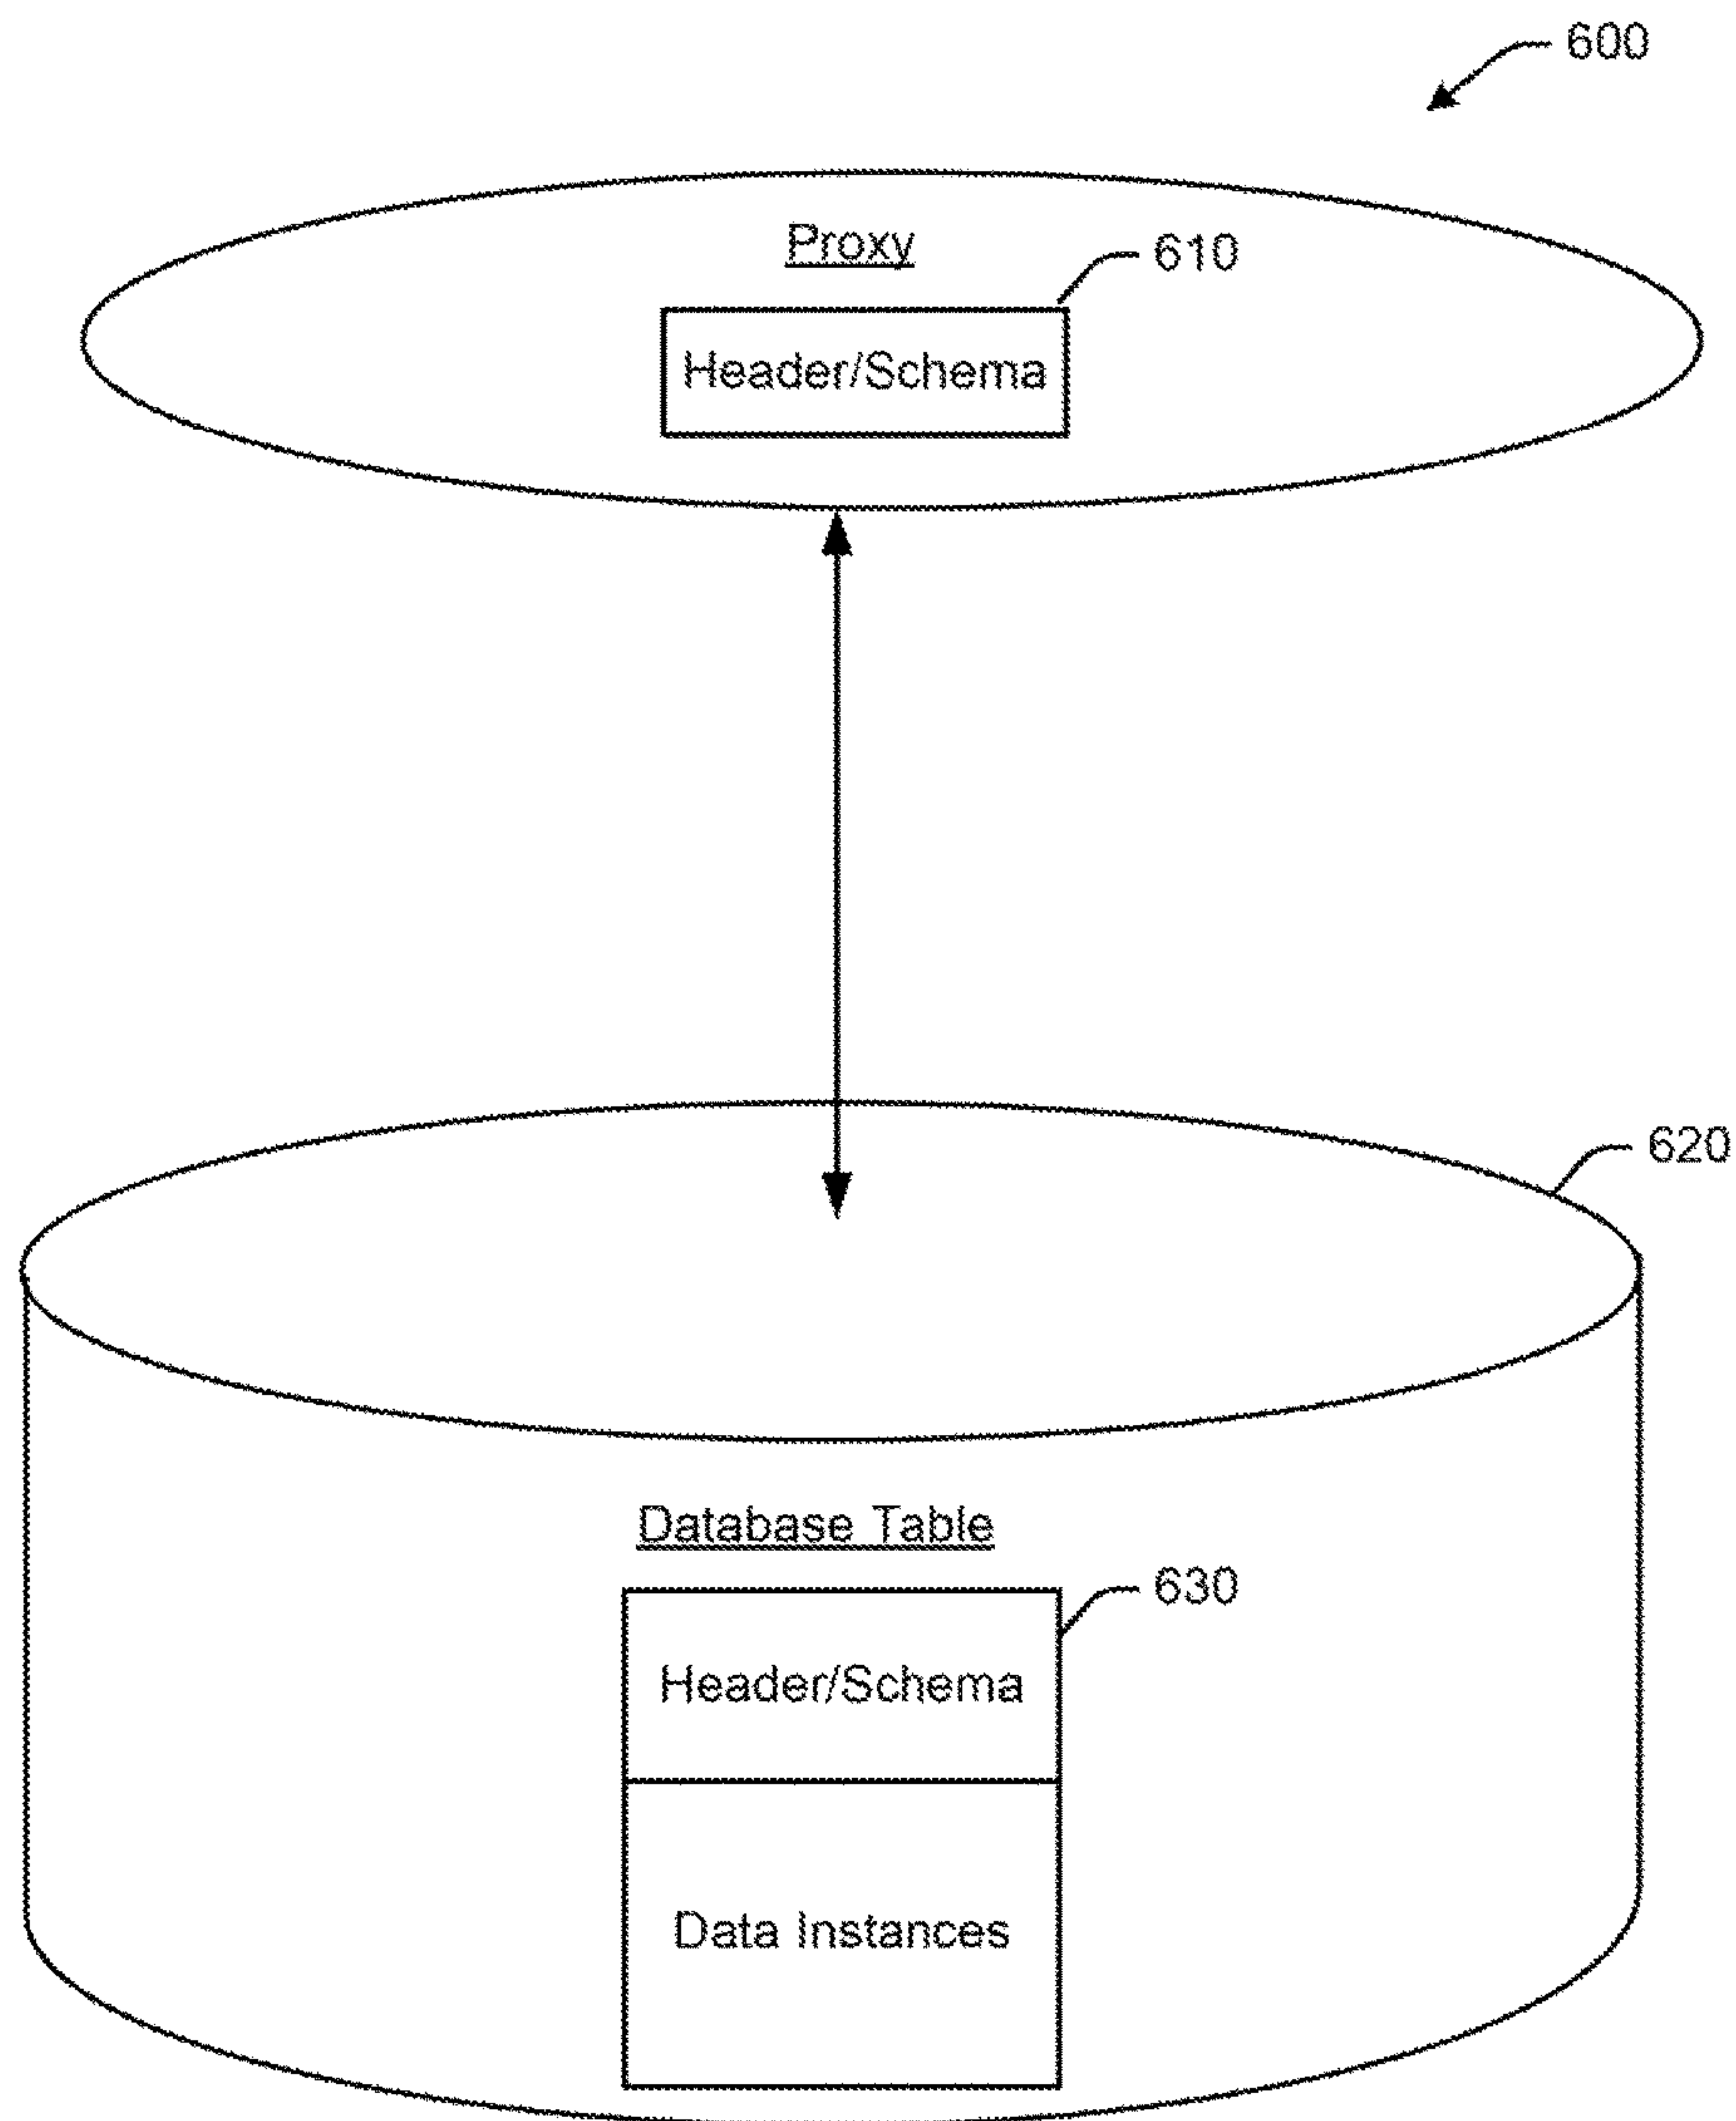 600
Proxy
610
Header/Schema
620
Database Table
630
Header/Schema
Data Instances